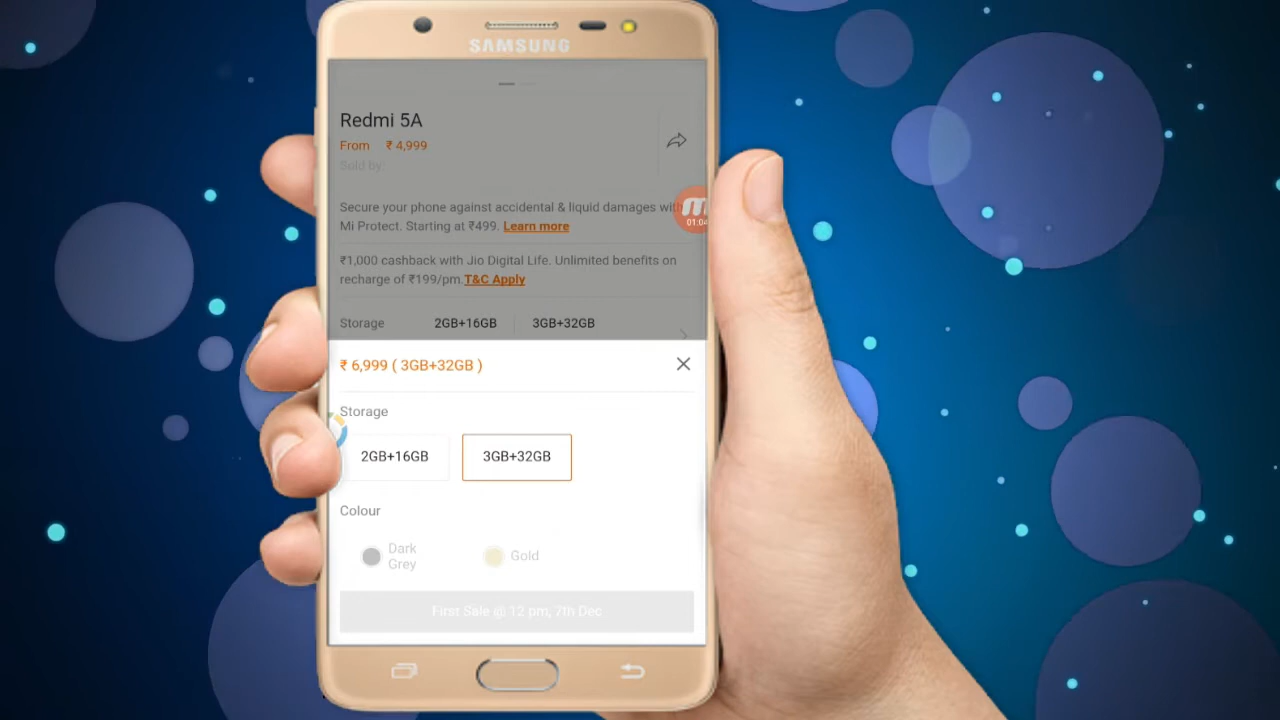 SAMSUNG
Redmi 5A
From ₹ 4,999
Sold by:
Secure your phone against accidental & liquid damages with
Mi Protect. Starting at ₹499. Learn more
01:04
₹1,000 cashback with Jio Digital Life. Unlimited benefits on
recharge of ₹199/pm.T&C Apply
Storage 2GB+16GB 3GB+32GB
₹ 6,999 ( 3GB+32GB )
Storage
2GB+16GB 3GB+32GB
Colour
Dark
Grey
Gold
First Sale @ 12 pm, 7th Dec